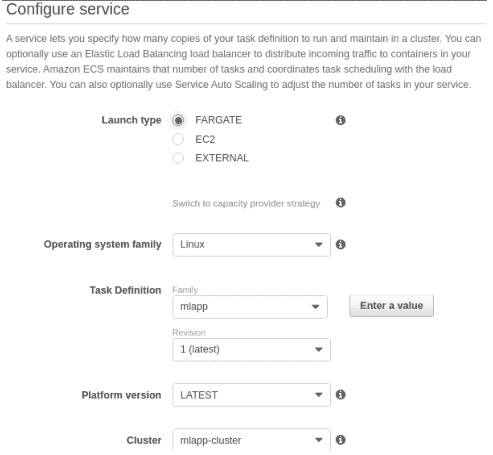 Configure service
A service lets you specify how many copies of your task definition to run and maintain in a cluster. You can
optionally use an Elastic Load Balancing load balancer to distribute incoming traffic to containers in your
service. Amazon ECS maintains that number of tasks and coordinates task scheduling with the load
balancer. You can also optionally use Service Auto Scaling to adjust the number of tasks in your service.
Launch type FARGATE
EC2
EXTERNAL
Switch to capacity provider strategy
Operating system family Linux
Task Definition Family
mlapp Enter a value
Revision
1 (latest)
Platform version LATEST
Cluster mlapp-cluster